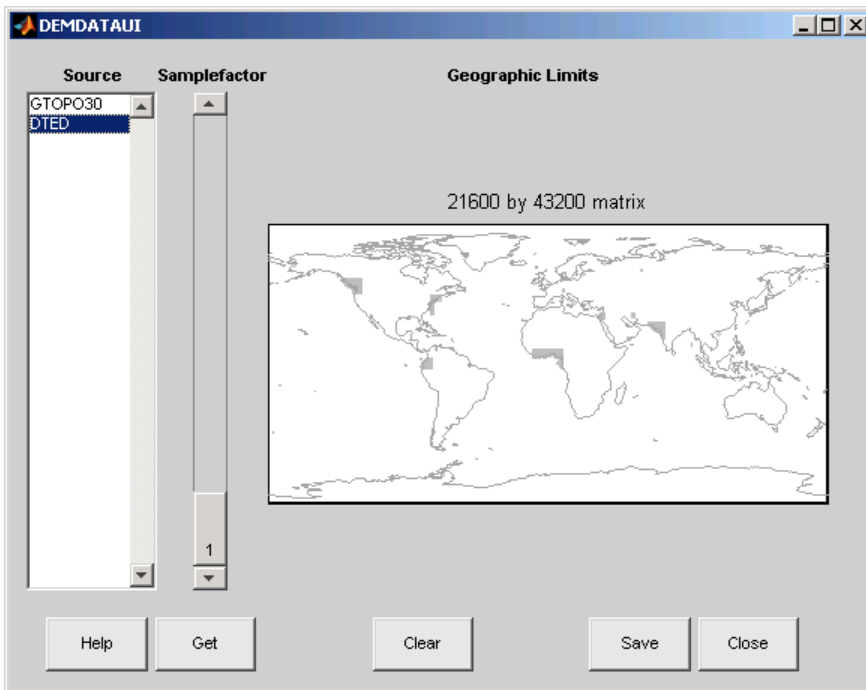 DEMDATAUI
Source Samplefactor Geographic Limits
GTOPO30
DTED
21600 by 43200 matrix
1
Help Get Clear Save Close